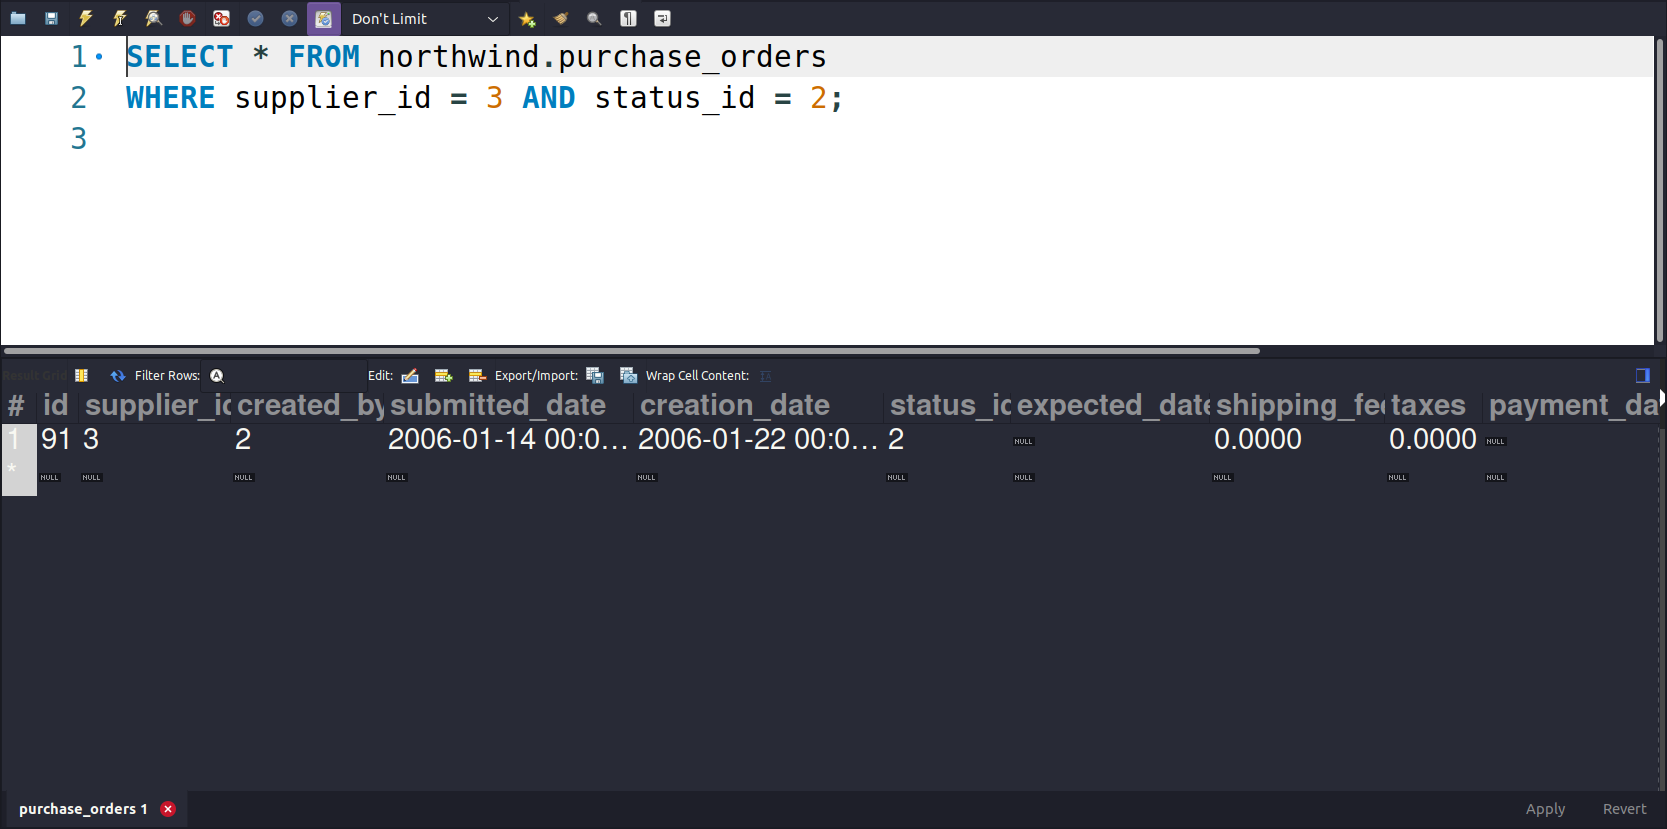 Don't Limit
1 SELECT * FROM northwind.purchase_orders
2 WHERE supplier_id = 3 AND status_id = 2;
3
Result Grid Filter Rows: Edit: Export/Import: Wrap Cell Content:
# id supplier_id created_by submitted_date creation_date status_id expected_date shipping_fee taxes payment_da
1 91 3 2 2006-01-14 00:0... 2006-01-22 00:0... 2 NULL 0.0000 0.0000 NULL
* NULL NULL NULL NULL NULL NULL NULL NULL NULL NULL
purchase_orders 1 Apply Revert